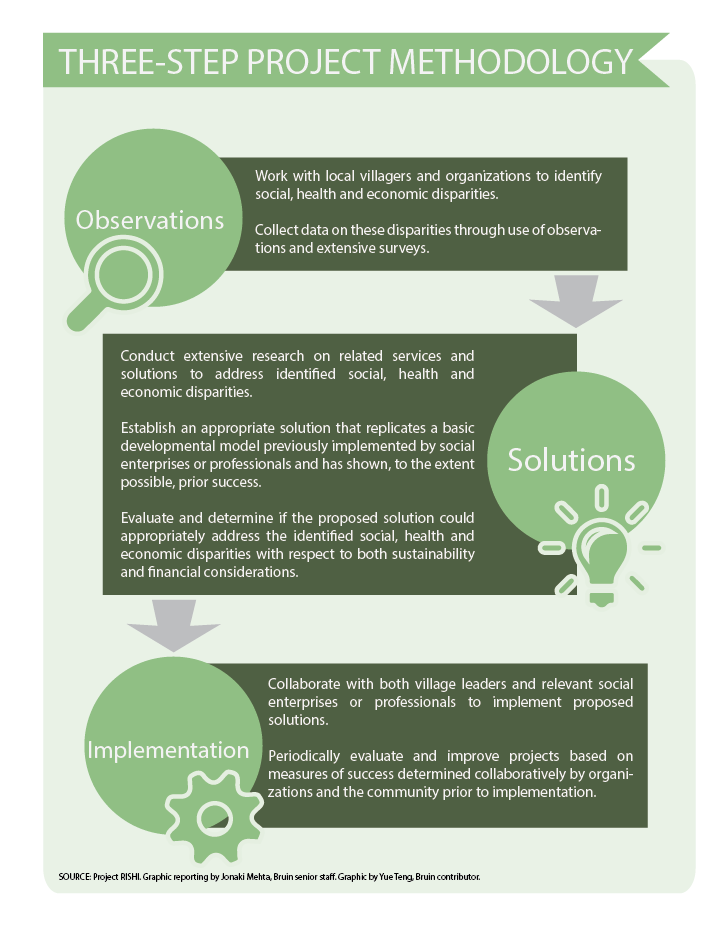 THREE-STEP PROJECT METHODOLOGY
Observations
Work with local villagers and organizations to identify
social, health and economic disparities.
Collect data on these disparities through use of observa-
tions and extensive surveys.
Conduct extensive research on related services and
solutions to address identified social, health and
economic disparities.
Establish an appropriate solution that replicates a basic
developmental model previously implemented by social
enterprises or professionals and has shown, to the extent
possible, prior success.
Evaluate and determine if the proposed solution could
appropriately address the identified social, health and
economic disparities with respect to both sustainability
and financial considerations.
Solutions
Implementation
Collaborate with both village leaders and relevant social
enterprises or professionals to implement proposed
solutions.
Periodically evaluate and improve projects based on
measures of success determined collaboratively by organi-
zations and the community prior to implementation.
SOURCE: Project RISHI. Graphic reporting by Jonaki Mehta, Bruin senior staff. Graphic by Yue Teng, Bruin contributor.